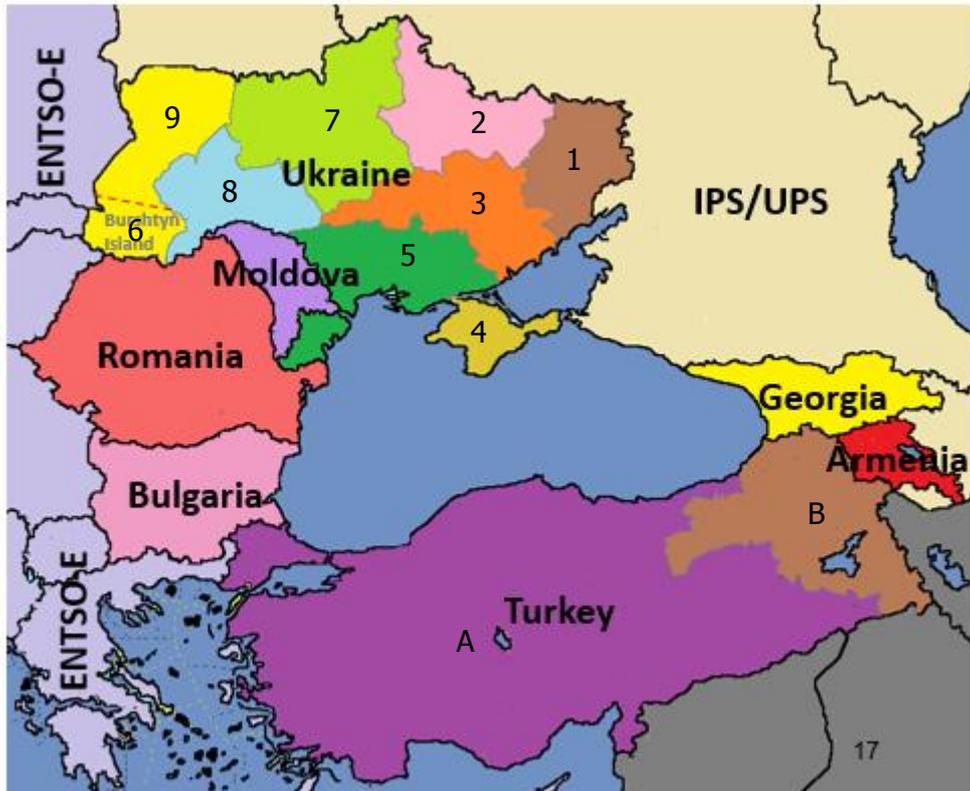 ENTSO-E
9
7
2
1
Ukraine
8
3
IPS/UPS
Burshtyn
6
Island
5
Moldova
4
Romania
Georgia
Armenia
Bulgaria
B
ENTSO-E
Turkey
A
17